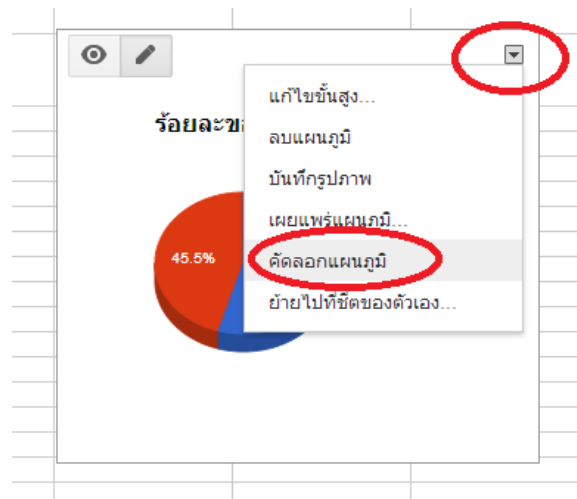 แก้ไขขั้นสูง...
ร้อยละขอ
ลบแผนภูมิ
บันทึกรูปภาพ
เผยแพร่แผนภูมิ...
45.5%
คัดลอกแผนภูมิ
ย้ายไปที่ชีตของตัวเอง...